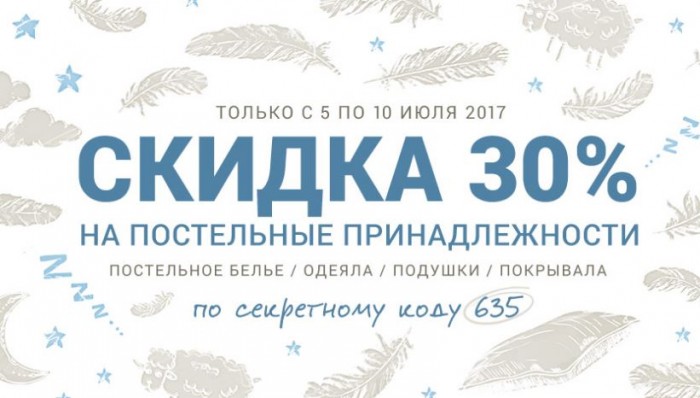 ТОЛЬКО С 5 ПО 10 ИЮЛЯ 2017
СКИДКА 30%
НА ПОСТЕЛЬНЫЕ ПРИНАДЛЕЖНОСТИ
ПОСТЕЛЬНОЕ БЕЛЬЕ / ОДЕЯЛА / ПОДУШКИ / ПОКРЫВАЛА
по секретному коду 635
N N n n...
...n N N